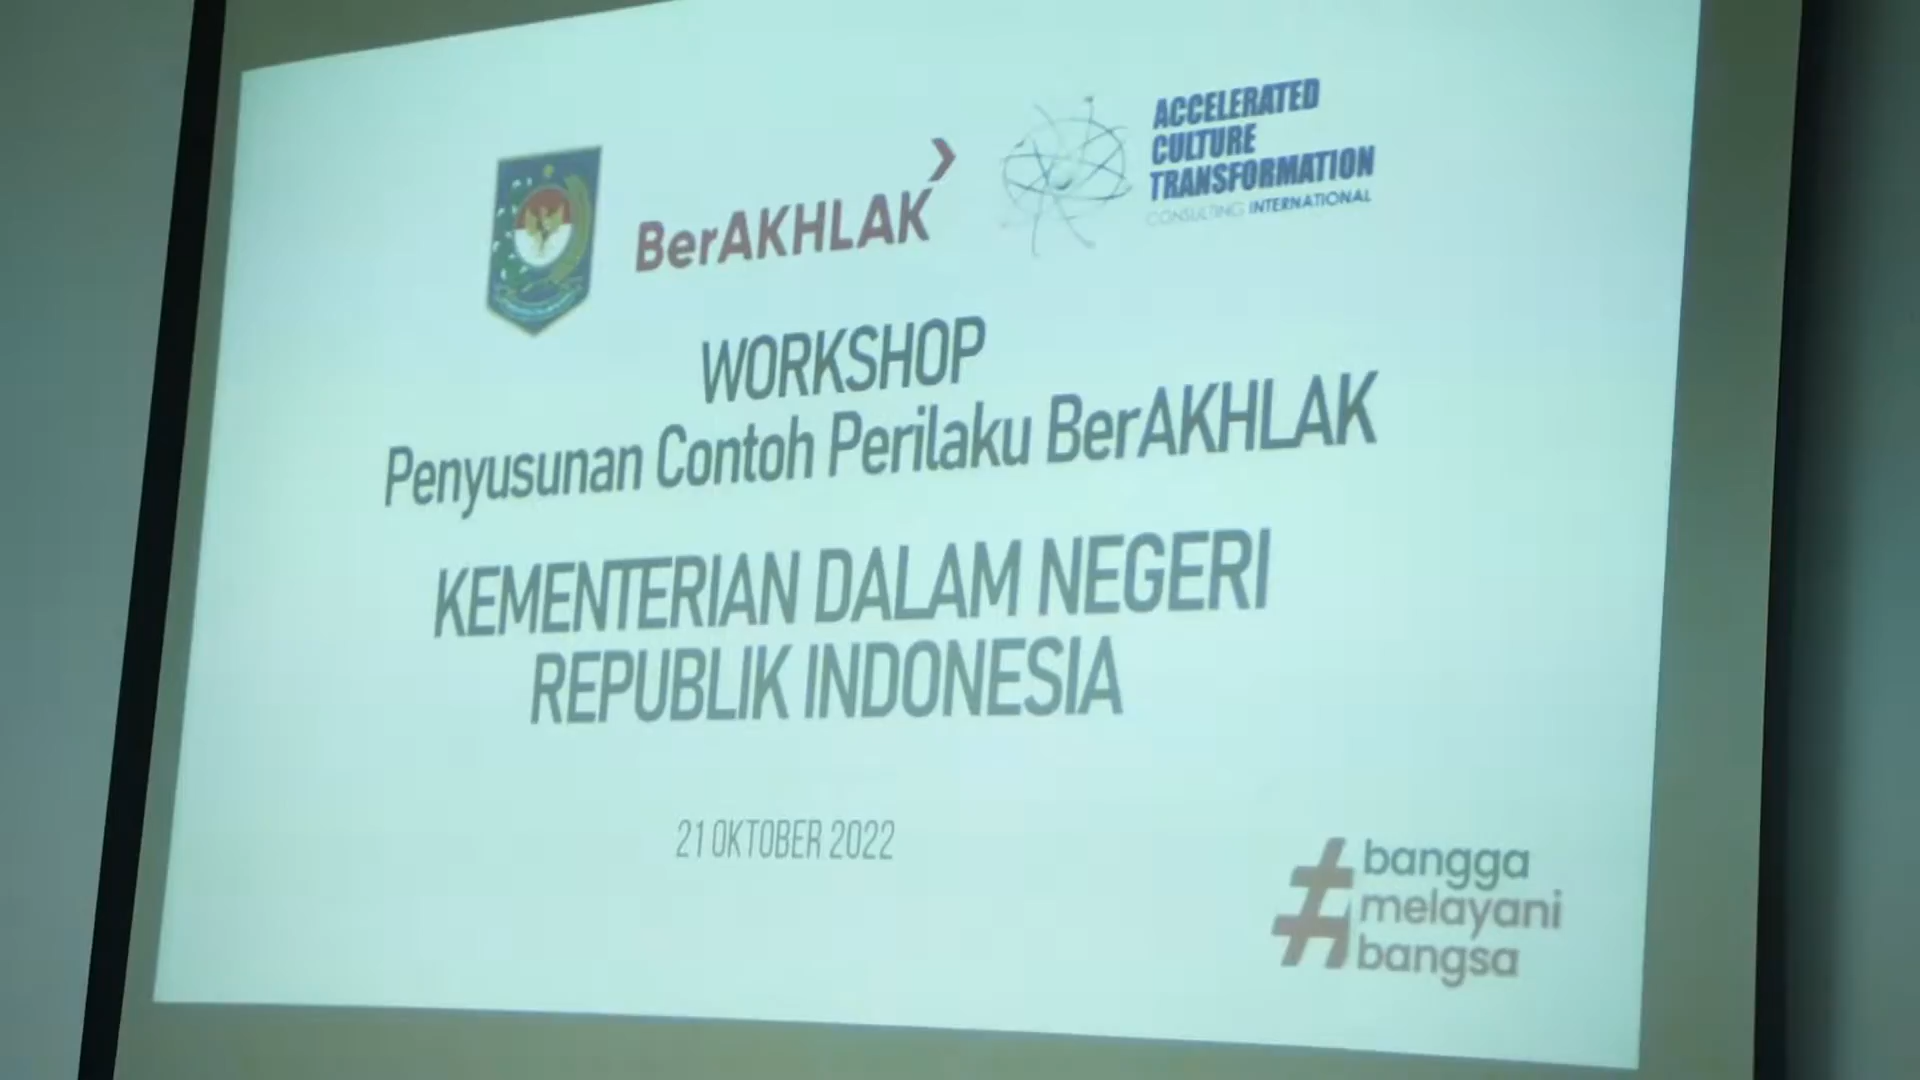 BerAKHLAK
ACCELERATED
CULTURE
TRANSFORMATION
CONSULTING INTERNATIONAL
WORKSHOP
Penyusunan Contoh Perilaku BerAKHLAK
KEMENTERIAN DALAM NEGERI
REPUBLIK INDONESIA
21 OKTOBER 2022
#bangga
melayani
bangsa